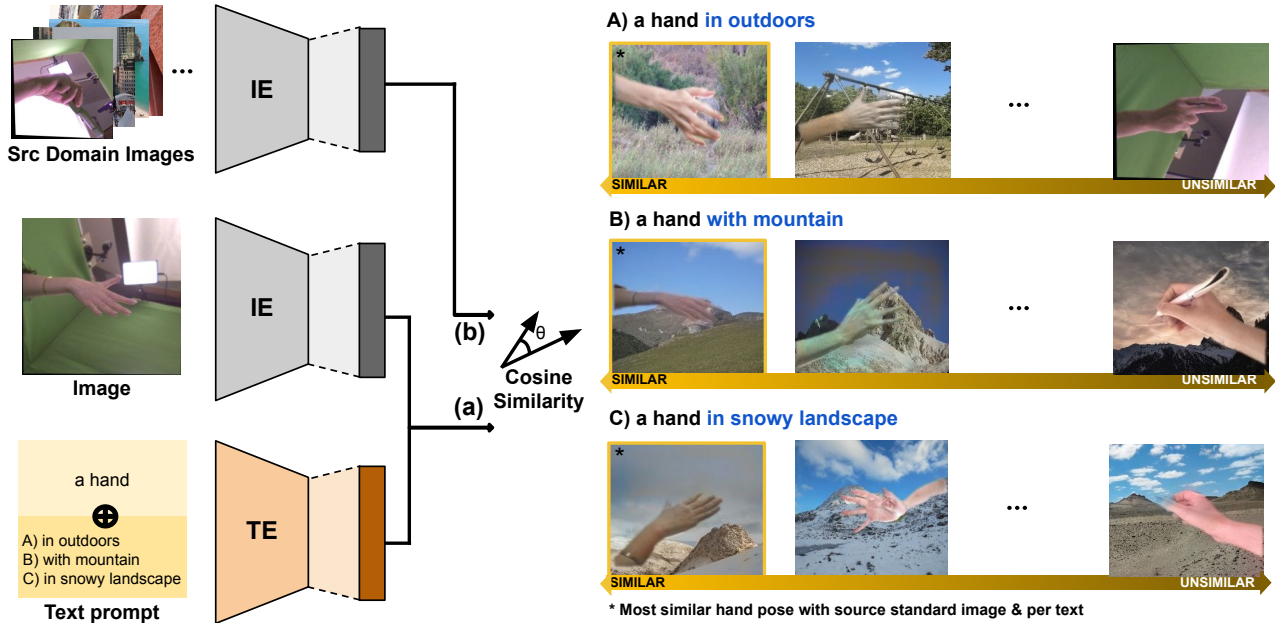 IE
...
Src Domain Images
IE
Image
(b)
(a)
θ
Cosine
Similarity
a hand
A) in outdoors
B) with mountain
C) in snowy landscape
Text prompt
TE
A) a hand in outdoors
*
...
SIMILAR
UNSIMILAR
B) a hand with mountain
*
...
SIMILAR
UNSIMILAR
C) a hand in snowy landscape
*
...
SIMILAR
UNSIMILAR
* Most similar hand pose with source standard image & per text